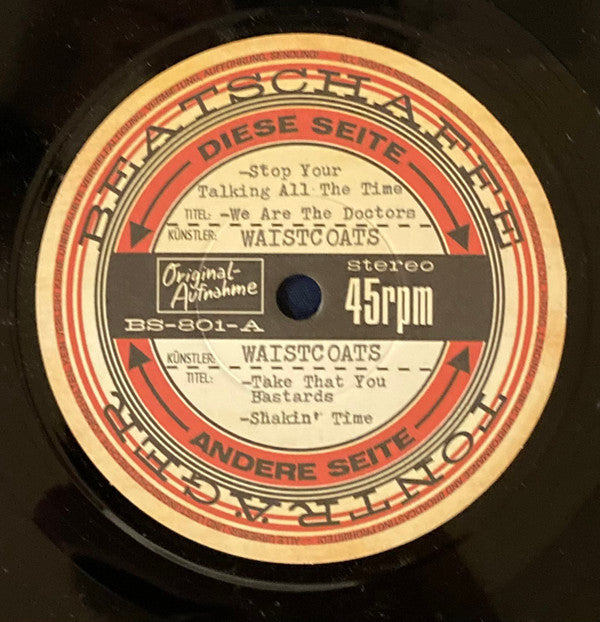 BEATSCHAFFE
DIESE SEITE
-Stop Your
Talking All The Time
TITEL: -We Are The Doctors
KÜNSTLER: WAISTCOATS
Original-
Aufnahme
stereo
45rpm
BS-801-A
KÜNSTLER: WAISTCOATS
TITEL: -Take That You
Bastards
-Shakin' Time
ANDERE SEITE
TONTRÄGER